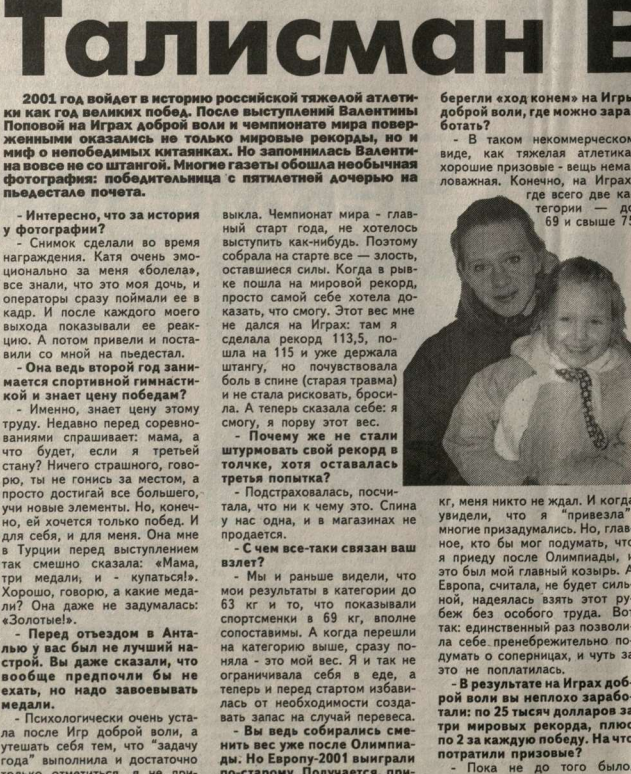 Талисман В
2001 год войдет в историю российской тяжелой атлети-
ки как год великих побед. После выступлений Валентины
Поповой на Играх доброй воли и чемпионате мира повер-
женными оказались не только мировые рекорды, но и
миф о непобедимых китаянках. Но запомнилась Валенти-
на вовсе не со штангой. Многие газеты обошла необычная
фотография: победительница с пятилетней дочерью на
пьедестале почета.
- Интересно, что за история
у фотографии?
- Снимок сделали во время
награждения. Катя очень эмо-
ционально за меня «болела»,
все знали, что это моя дочь, и
операторы сразу поймали ее в
кадр. И после каждого моего
выхода показывали ее реак-
цию. А потом привели и поста-
вили со мной на пьедестал.
- Она ведь второй год зани-
мается спортивной гимнасти-
кой и знает цену победам?
- Именно, знает цену этому
труду. Недавно перед соревно-
ваниями спрашивает: мама, а
что будет, если я третьей
стану? Ничего страшного, гово-
рю, ты не гонись за местом, а
просто достигай все большего,
учи новые элементы. Но, конеч-
но, ей хочется только побед. И
для себя, и для меня. Она мне
в Турции перед выступлением
так смешно сказала: «Мама,
три медали, и - купаться!».
Хорошо, говорю, а какие меда-
ли? Она даже не задумалась:
«Золотые!».
- Перед отъездом в Анта-
лью у вас был не лучший на-
строй. Вы даже сказали, что
вообще предпочли бы не
ехать, но надо завоевывать
медали.
- Психологически очень уста-
ла после Игр доброй воли, а
утешать себя тем, что "задачу
года" выполнила и достаточно
только отметиться, я не при-
выкла. Чемпионат мира - глав-
ный старт года, не хотелось
выступить как-нибудь. Поэтому
собрала на старте все — злость,
оставшиеся силы. Когда в рыв-
ке пошла на мировой рекорд,
просто самой себе хотела до-
казать, что смогу. Этот вес мне
не дался на Играх: там я
сделала рекорд 113,5, по-
шла на 115 и уже держала
штангу, но почувствовала
боль в спине (старая травма)
и не стала рисковать, броси-
ла. А теперь сказала себе: я
смогу, я порву этот вес.
- Почему же не стали
штурмовать свой рекорд в
толчке, хотя оставалась
третья попытка?
- Подстраховалась, посчи-
тала, что ни к чему это. Спина
у нас одна, и в магазинах не
продается.
- С чем все-таки связан ваш
взлет?
- Мы и раньше видели, что
мои результаты в категории до
63 кг и то, что показывали
спортсменки в 69 кг, вполне
сопоставимы. А когда перешли
на категорию выше, сразу по-
няла - это мой вес. Я и так не
ограничивала себя в еде, а
теперь и перед стартом избави-
лась от необходимости созда-
вать запас на случай перевеса.
- Вы ведь собирались сме-
нить вес уже после Олимпиа-
ды: Но Европу-2001 выиграли
по-старому. Получается, при-
берегли «ход конем» на Игры
доброй воли, где можно зара-
ботать?
- В таком некоммерческом
виде, как тяжелая атлетика,
хорошие призовые - вещь нема-
ловажная. Конечно, на Играх
где всего две ка-
тегории — до
69 и свыше 75
кг, меня никто не ждал. И когда
увидели, что я "привезла"
многие призадумались. Но, глав-
ное, кто бы мог подумать, что
я приеду после Олимпиады, и
это был мой главный козырь. А
Европа, считала, не будет силь-
ной, надеялась взять этот ру-
беж без особого труда. Вот
так: единственный раз позволи-
ла себе пренебрежительно по-
думать о соперницах, и чуть за
это не поплатилась.
- В результате на Играх доб-
рой воли вы неплохо зарабо-
тали: по 25 тысяч долларов за
три мировых рекорда, плюс
по 2 за каждую победу. На что
потратили призовые?
- Пока не до того было